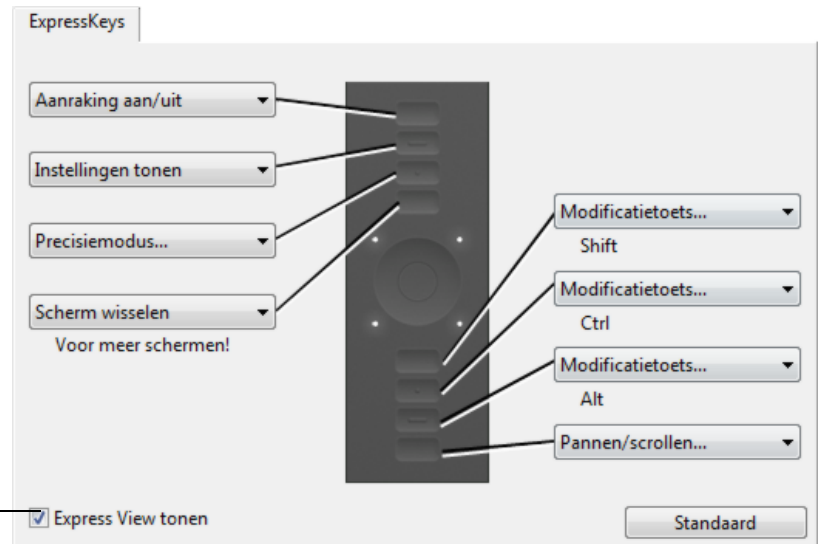 ExpressKeys
Aanraking aan/uit
Instellingen tonen
Precisiemodus...
Scherm wisselen
Voor meer schermen!
Modificatietoets...
Shift
Modificatietoets...
Ctrl
Modificatietoets...
Alt
Pannen/scrollen...
Express View tonen
Standaard